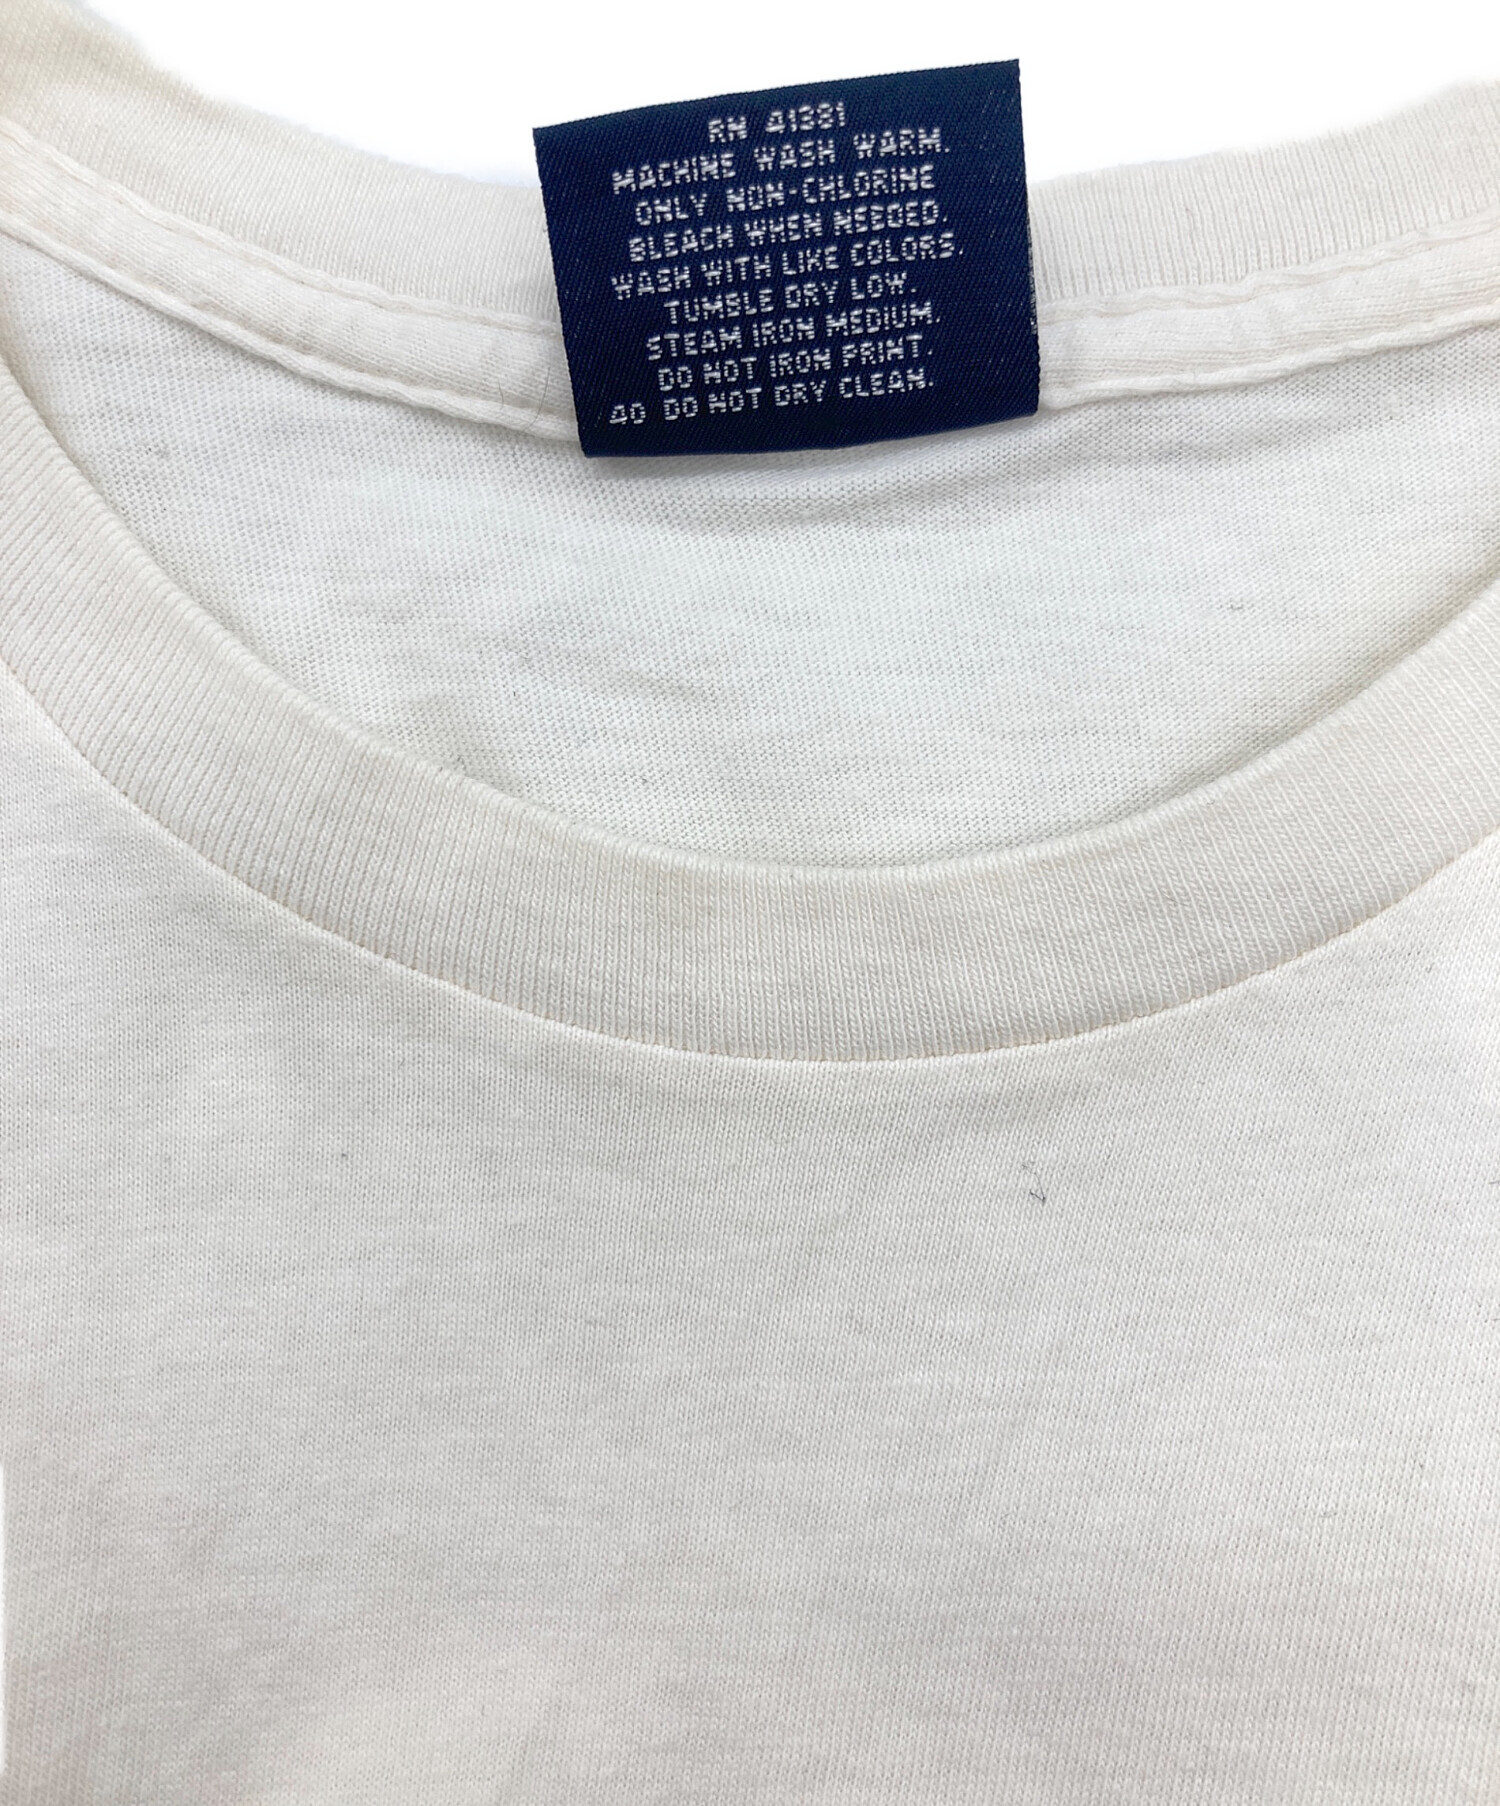 RN 41381
MACHINE WASH WARM.
ONLY NON-CHLORINE
BLEACH WHEN NEEDED.
WASH WITH LIKE COLORS.
TUMBLE DRY LOW.
STEAM IRON MEDIUM.
DO NOT IRON PRINT.
40 DO NOT DRY CLEAN.